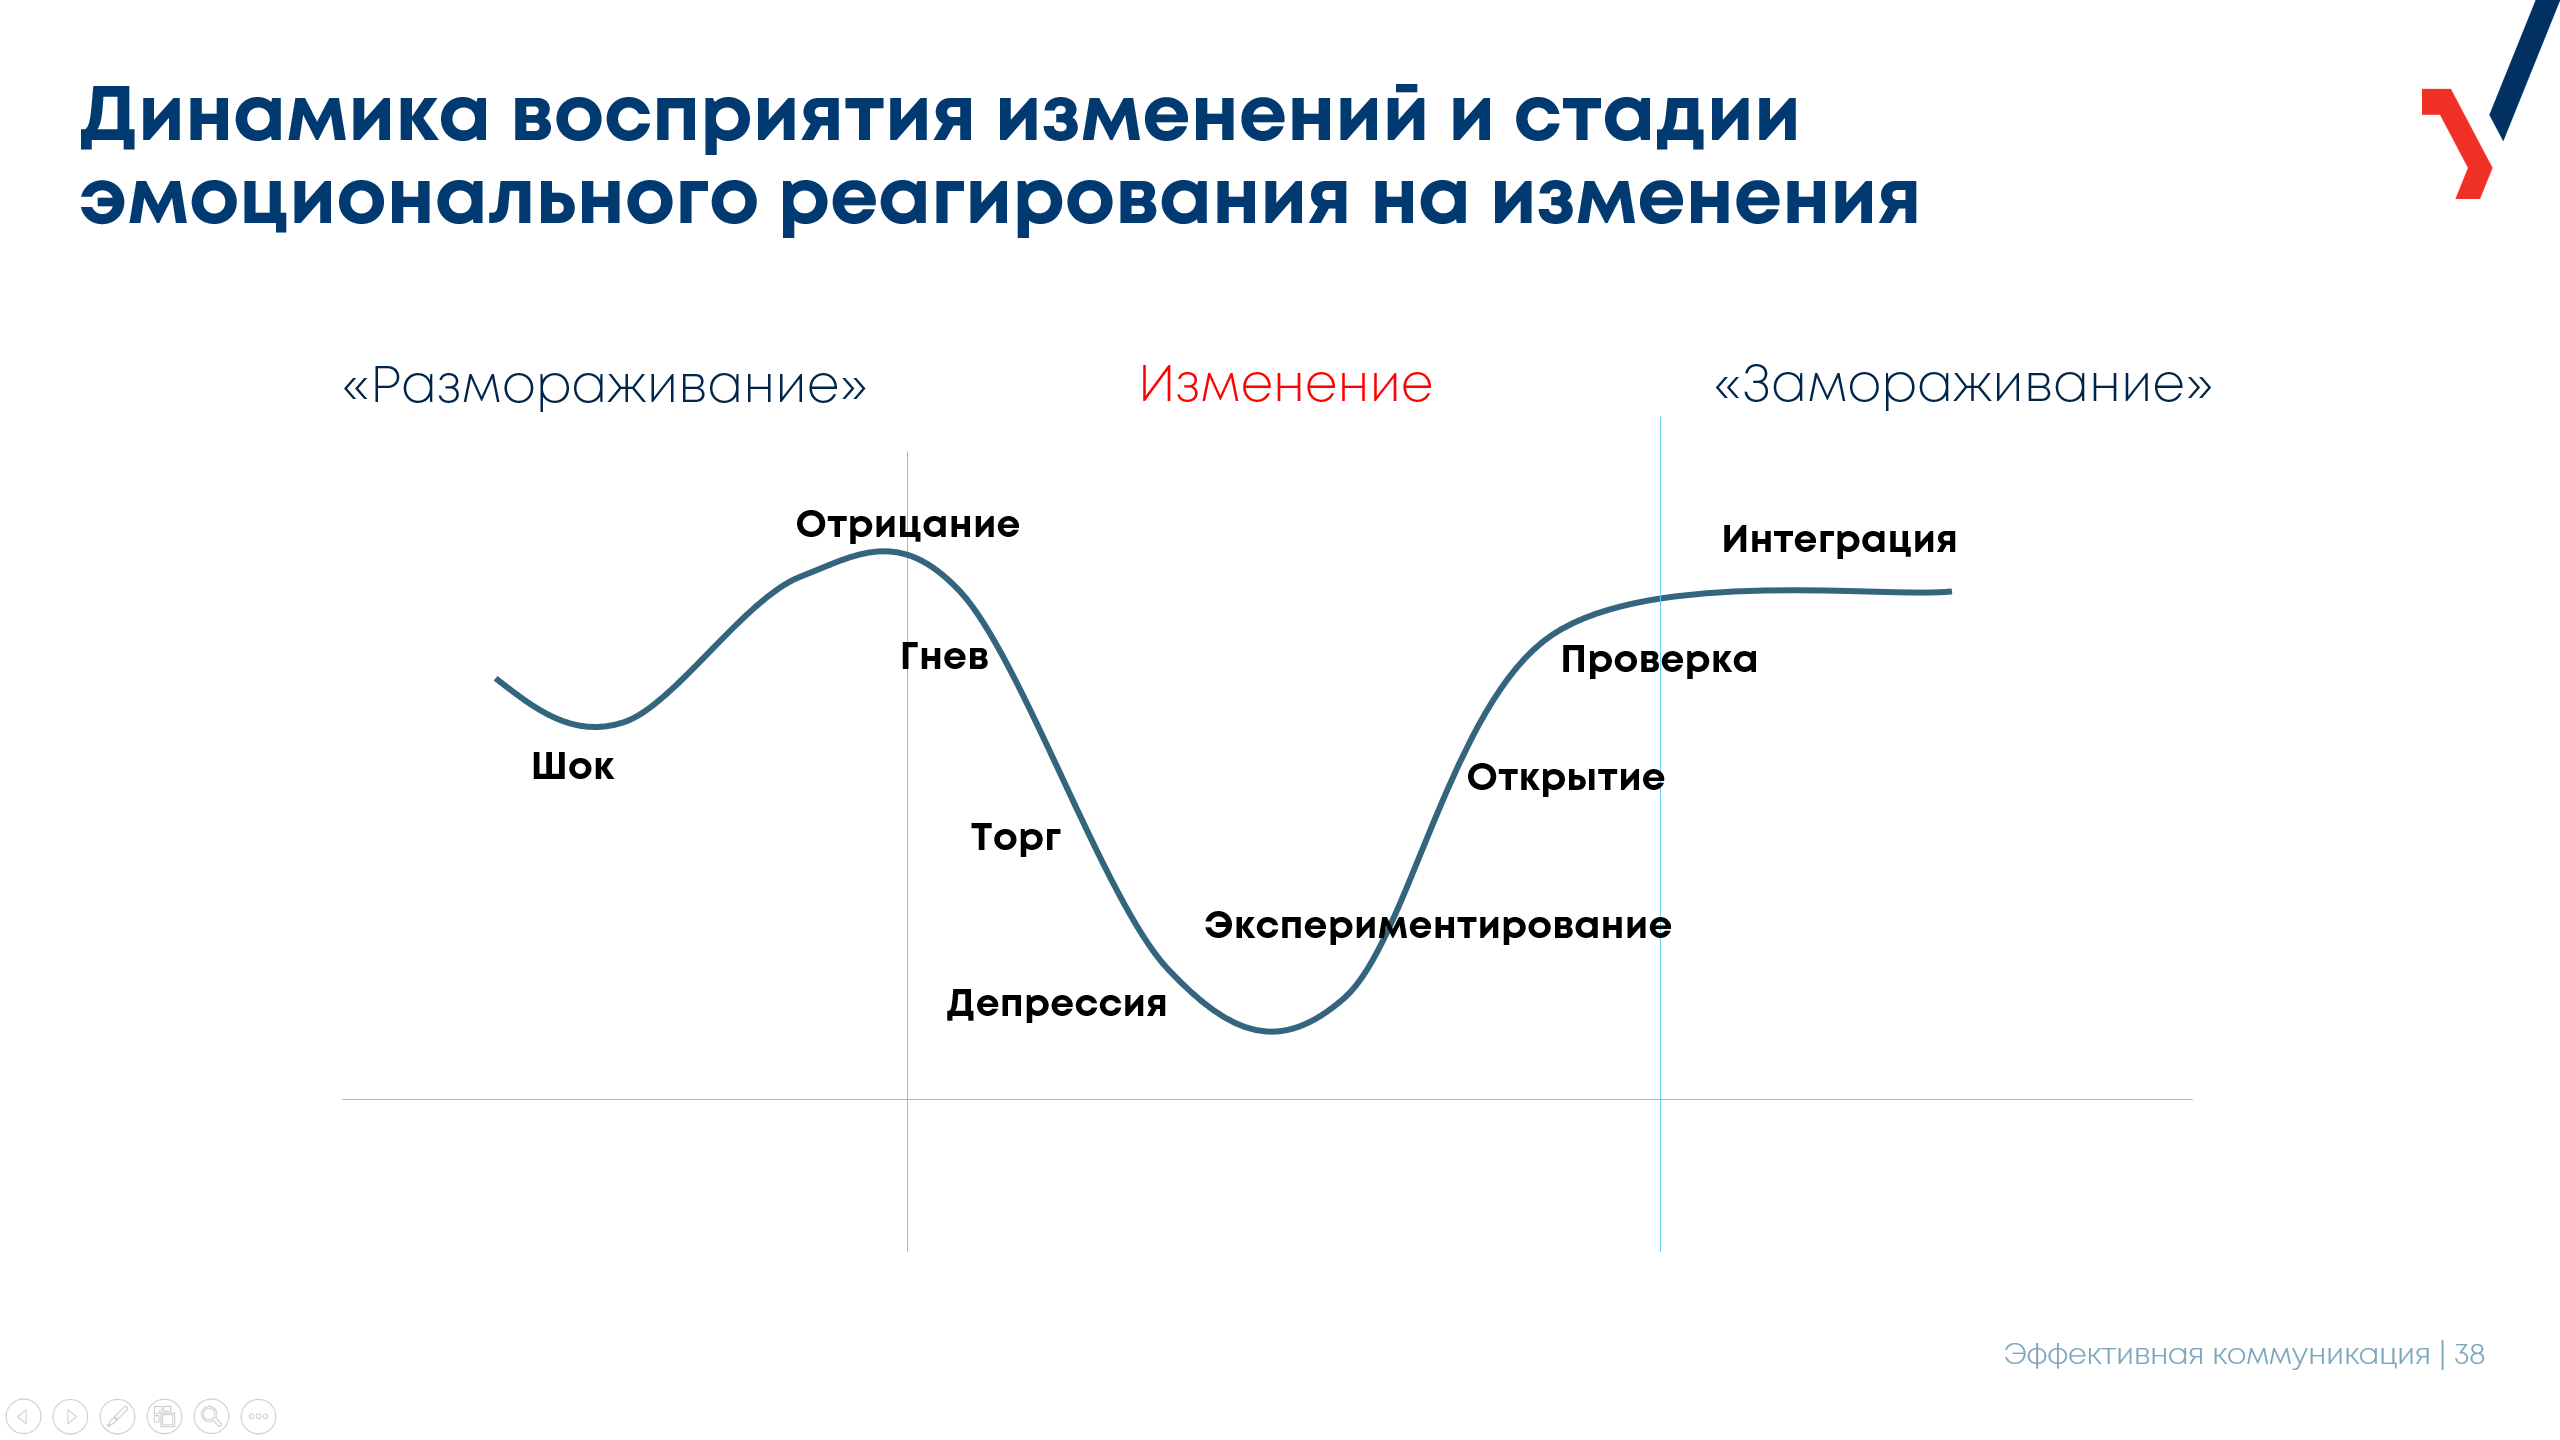 Динамика восприятия изменений и стадии
эмоционального реагирования на изменения
«Размораживание»
Изменение
«Замораживание»
Отрицание
Интеграция
Гнев
Проверка
Шок
Открытие
Торг
Экспериментирование
Депрессия
Эффективная коммуникация | 38